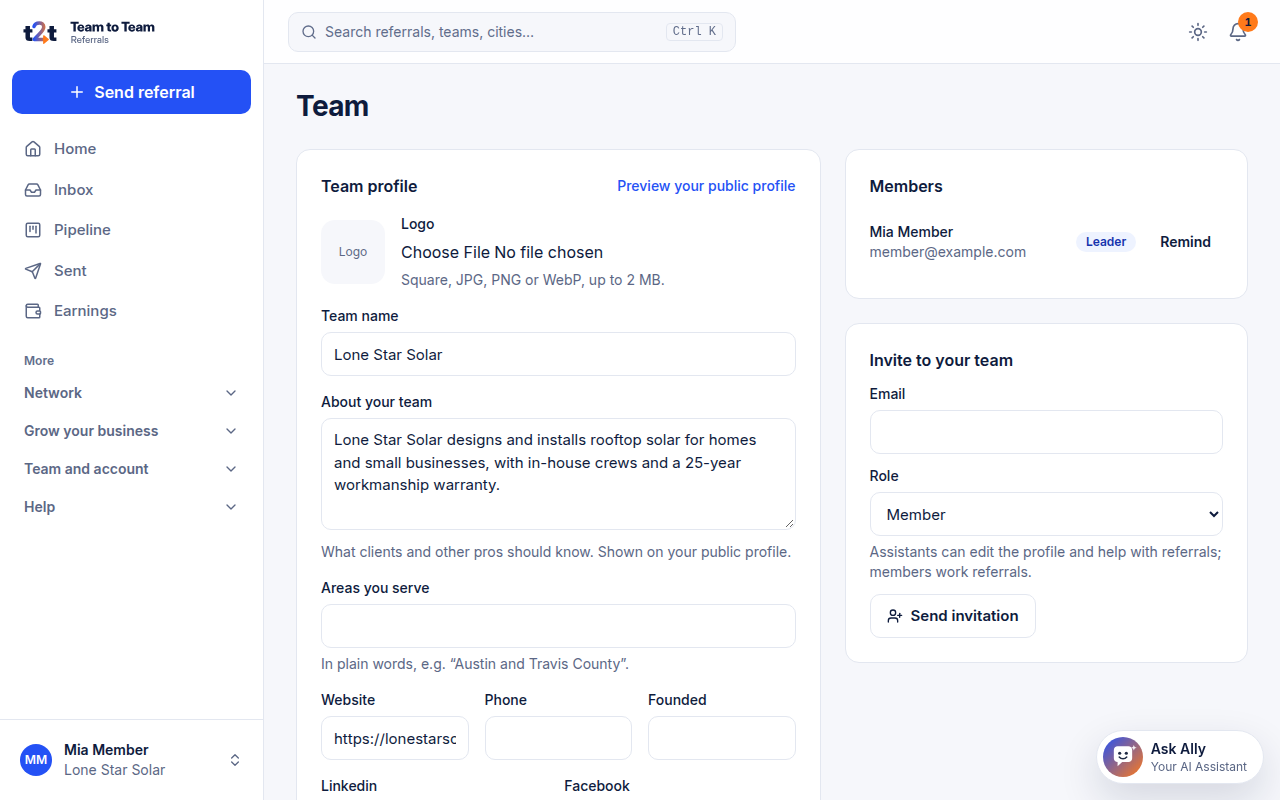 t2t
Team to Team
Referrals
Send referral
Home
Inbox
Pipeline
Sent
Earnings
More
Network
Grow your business
Team and account
Help
MM
Mia Member
Lone Star Solar
Search referrals, teams, cities...
Ctrl K
1
Team
Team profile
Preview your public profile
Logo
Logo
Choose File No file chosen
Square, JPG, PNG or WebP, up to 2 MB.
Team name
Lone Star Solar
About your team
Lone Star Solar designs and installs rooftop solar for homes
and small businesses, with in-house crews and a 25-year
workmanship warranty.
What clients and other pros should know. Shown on your public profile.
Areas you serve
In plain words, e.g. “Austin and Travis County”.
Website
Phone
Founded
https://lonestarsc
Linkedin
Facebook
Members
Mia Member
member@example.com
Leader
Remind
Invite to your team
Email
Role
Member
Assistants can edit the profile and help with referrals;
members work referrals.
Send invitation
Ask Ally
Your AI Assistant